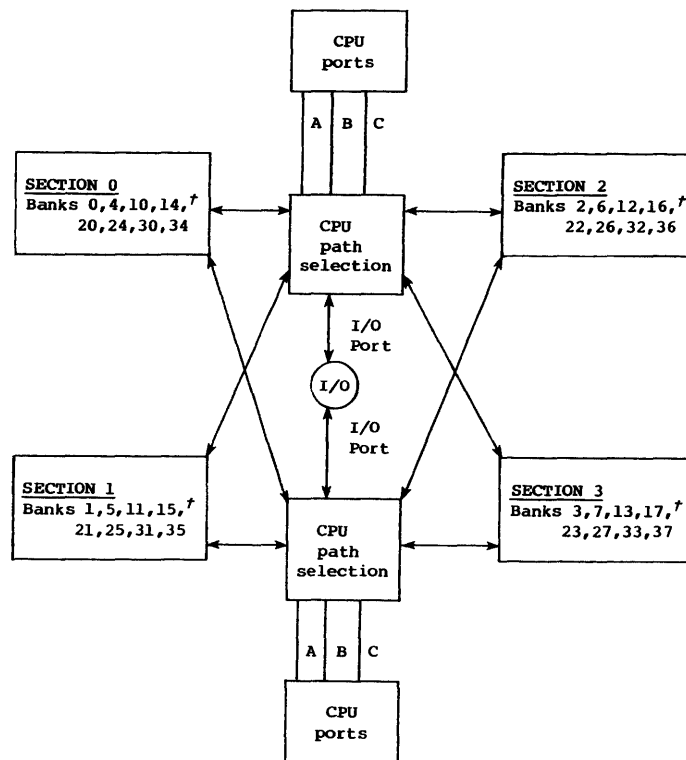 CPU
ports
A B C
SECTION 0
Banks 0,4,10,14,†
20,24,30,34
CPU
path
selection
SECTION 2
Banks 2,6,12,16,†
22,26,32,36
I/O
Port
I/O
I/O
Port
SECTION 1
Banks 1,5,11,15,†
21,25,31,35
CPU
path
selection
SECTION 3
Banks 3,7,13,17,†
23,27,33,37
A B C
CPU
ports